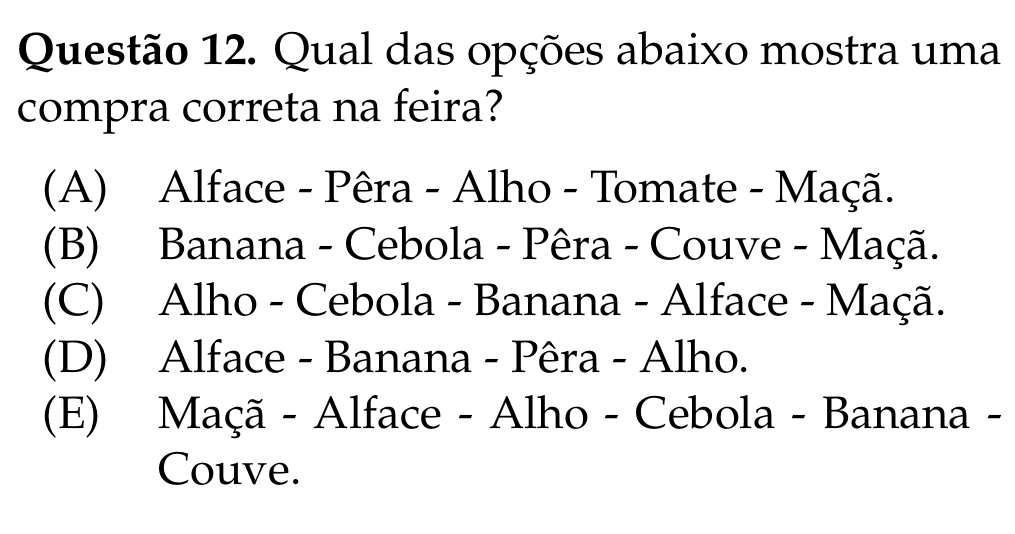 Questão 12. Qual das opções abaixo mostra uma
compra correta na feira?
(A) Alface - Pêra - Alho - Tomate - Maçã.
(B) Banana - Cebola - Pêra - Couve - Maçã.
(C) Alho - Cebola - Banana - Alface - Maçã.
(D) Alface - Banana - Pêra - Alho.
(E) Maçã - Alface - Alho - Cebola - Banana -
Couve.